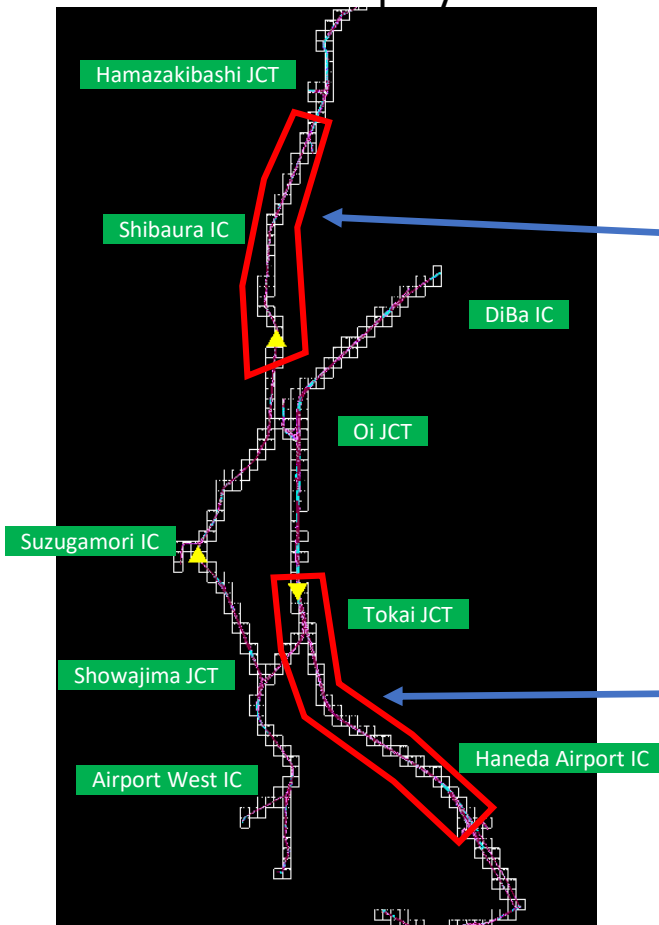 Hamazakibashi JCT
Shibaura IC
DiBa IC
Oi JCT
Suzugamori IC
Tokai JCT
Showajima JCT
Haneda Airport IC
Airport West IC